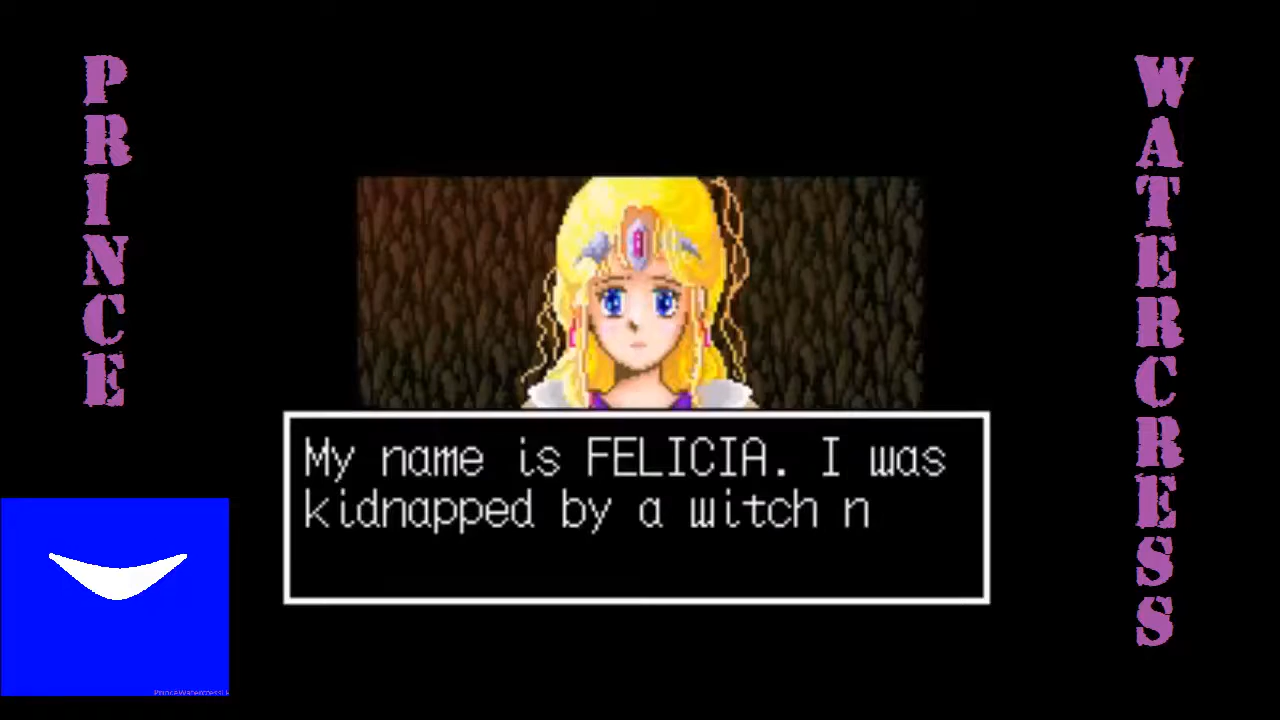 PRINCE
WATERCRESS
My name is FELICIA. I was
kidnapped by a witch n